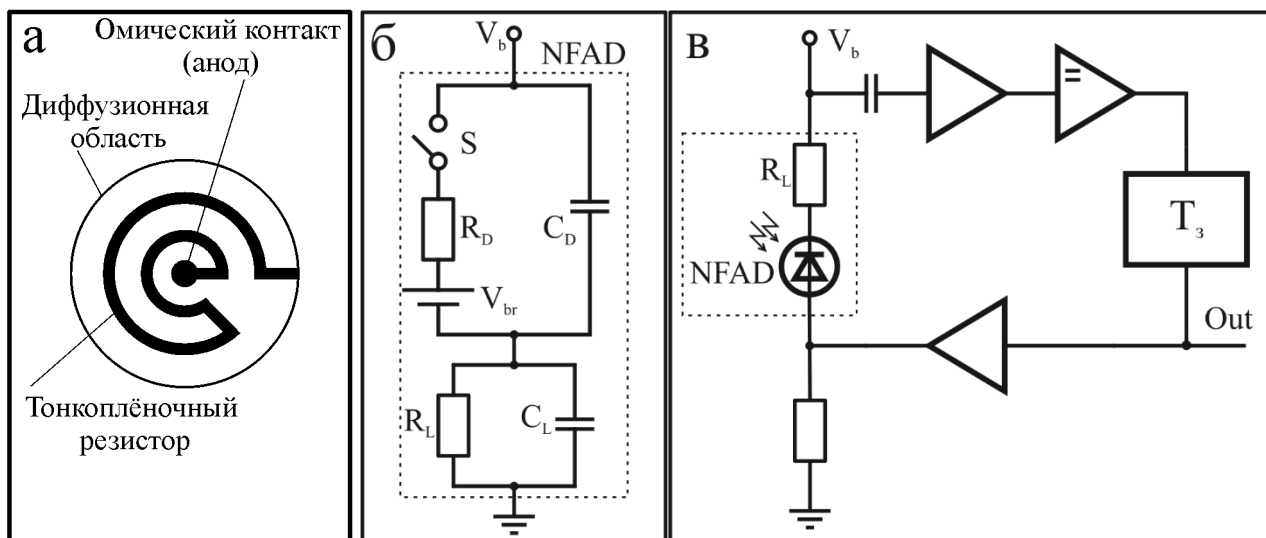 а
Омический контакт
(анод)
Диффузионная
область
Тонкоплёночный
резистор
б
V_b
NFAD
S
R_D
C_D
V_br
R_L
C_L
в
V_b
R_L
NFAD
=
T_з
Out